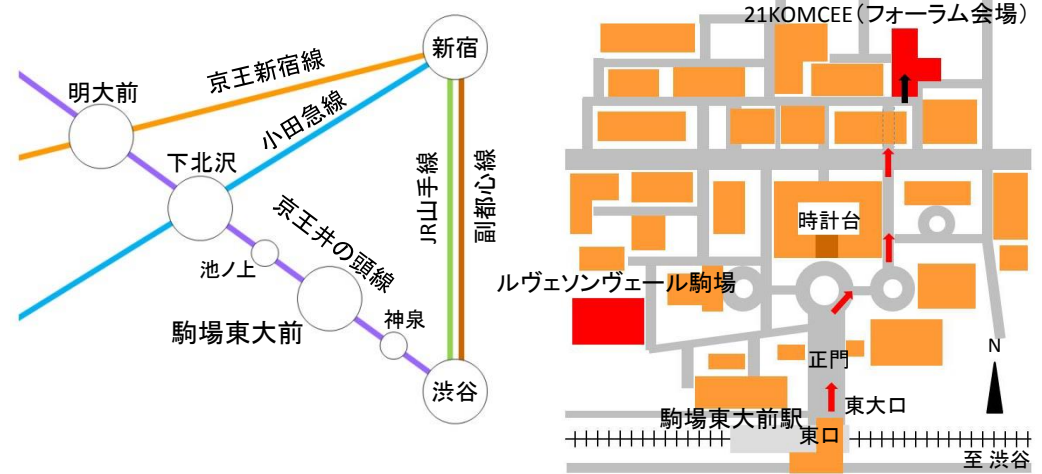 新宿
京王新宿線
明大前
小田急線
下北沢
JR山手線
副都心線
京王井の頭線
池ノ上
駒場東大前
神泉
渋谷
21KOMCEE(フォーラム会場)
時計台
ルヴェソンヴェール駒場
正門
N
東大口
駒場東大前駅
東口
至 渋谷